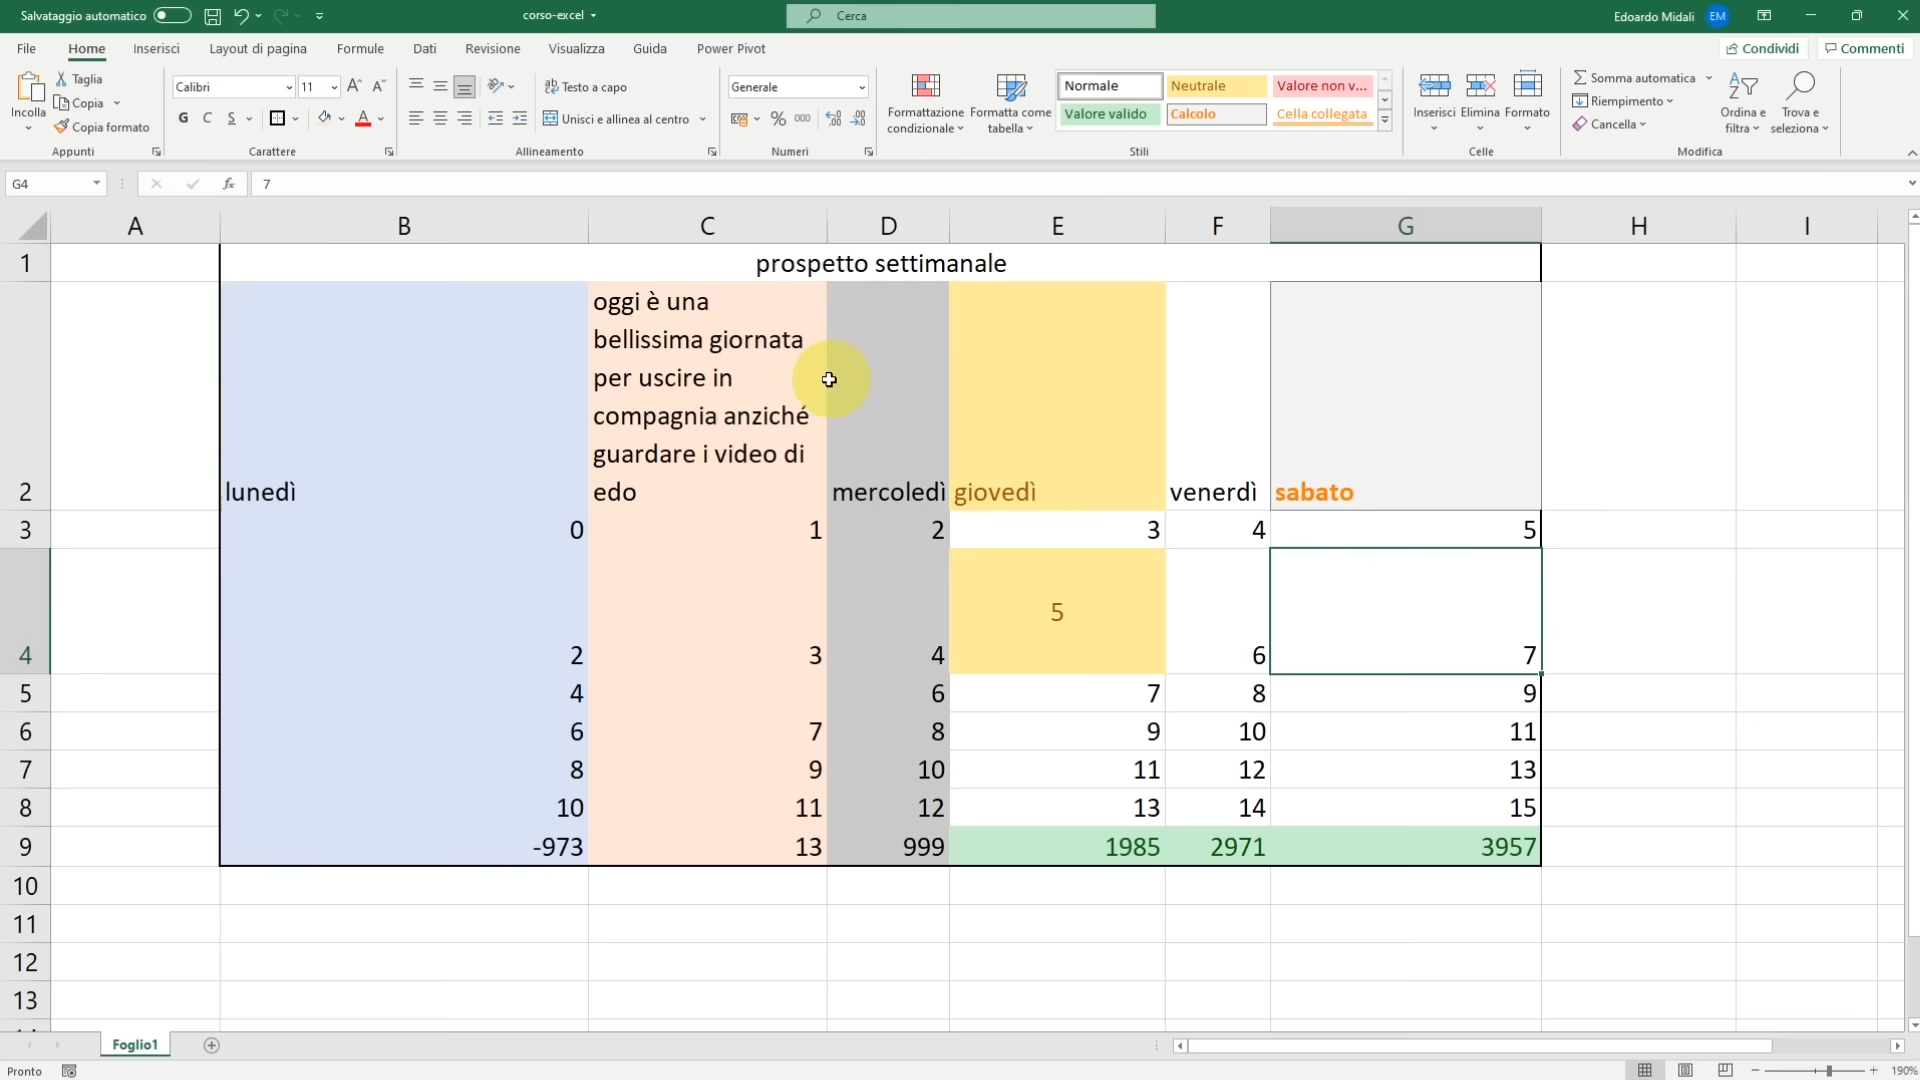 Salvataggio automatico
corso-excel
Cerca
Edoardo Midali
EM
File Home Inserisci Layout di pagina Formule Dati Revisione Visualizza Guida Power Pivot
Condividi
Commenti
Incolla
Taglia
Copia
Copia formato
Appunti
Calibri
11
G C S
Carattere
Testo a capo
Unisci e allinea al centro
Allineamento
Generale
% 000
Numeri
Formattazione condizionale
Formatta come tabella
Normale Neutrale Valore non v...
Valore valido Calcolo Cella collegata
Stili
Inserisci Elimina Formato
Celle
Somma automatica
Riempimento
Cancella
Ordina e filtra
Trova e seleziona
Modifica
G4
fx
7
A B C D E F G H I
1 prospetto settimanale
oggi è una
bellissima giornata
per uscire in
compagnia anziché
guardare i video di
2 lunedì edo mercoledì giovedì venerdì sabato
3 0 1 2 3 4 5
4 2 3 4 5 6 7
5 4 6 7 8 9
6 6 7 8 9 10 11
7 8 9 10 11 12 13
8 10 11 12 13 14 15
9 -973 13 999 1985 2971 3957
10
11
12
13
Foglio1
Pronto
190%